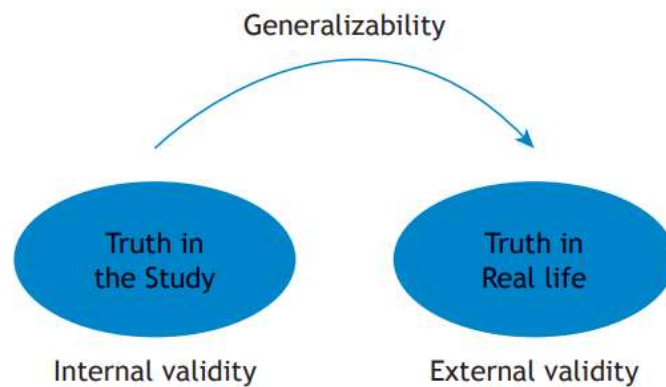 Generalizability
Truth in
the Study
Truth in
Real life
Internal validity
External validity